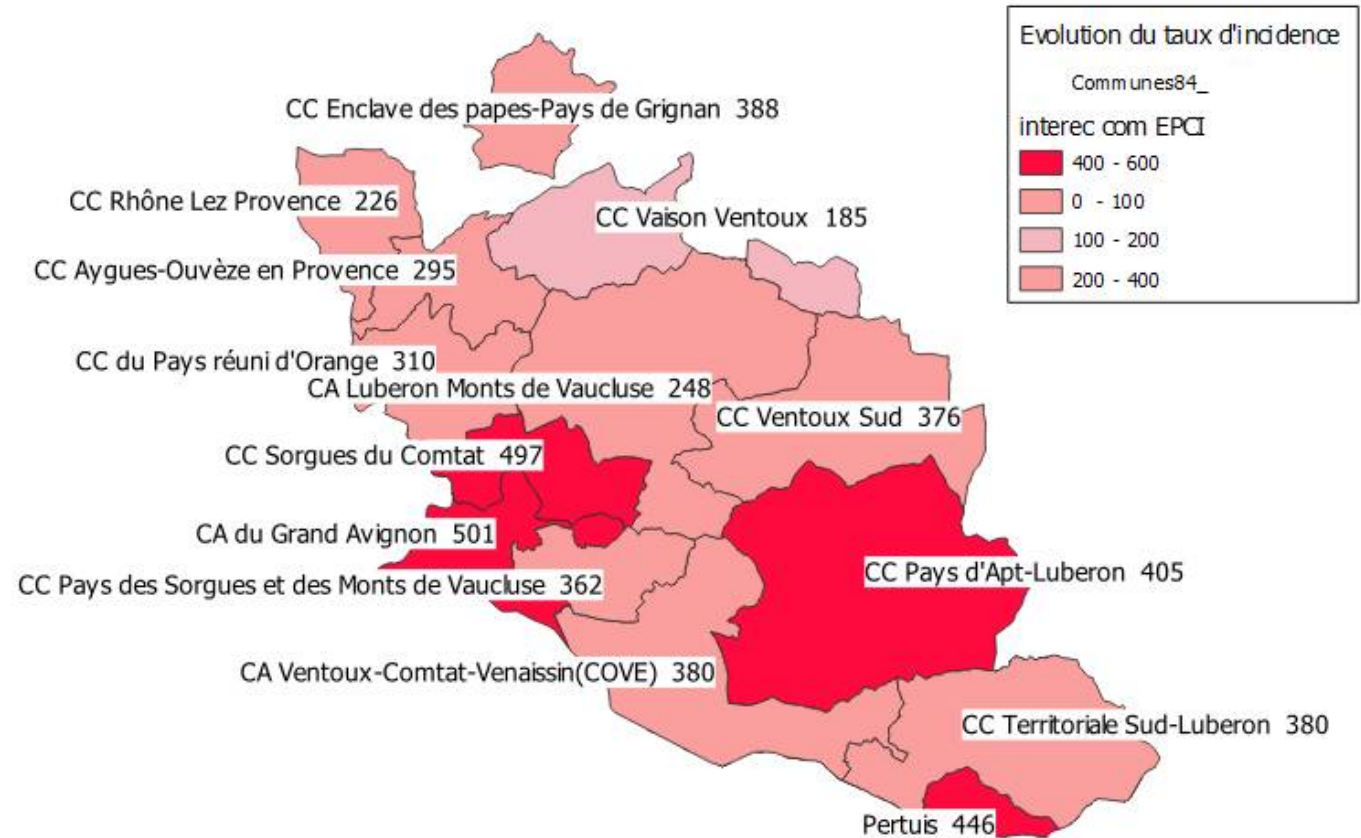 Evolution du taux d'incidence
Communes84_
interec com EPCI
400 - 600
0 - 100
100 - 200
200 - 400
CC Enclave des papes-Pays de Grignan 388
CC Rhône Lez Provence 226
CC Vaison Ventoux 185
CC Aygues-Ouvèze en Provence 295
CC du Pays réuni d'Orange 310
CA Luberon Monts de Vaucluse 248
CC Ventoux Sud 376
CC Sorgues du Comtat 497
CA du Grand Avignon 501
CC Pays d'Apt-Luberon 405
CC Pays des Sorgues et des Monts de Vaucluse 362
CA Ventoux-Comtat-Venaissin(COVE) 380
CC Territoriale Sud-Luberon 380
Pertuis 446